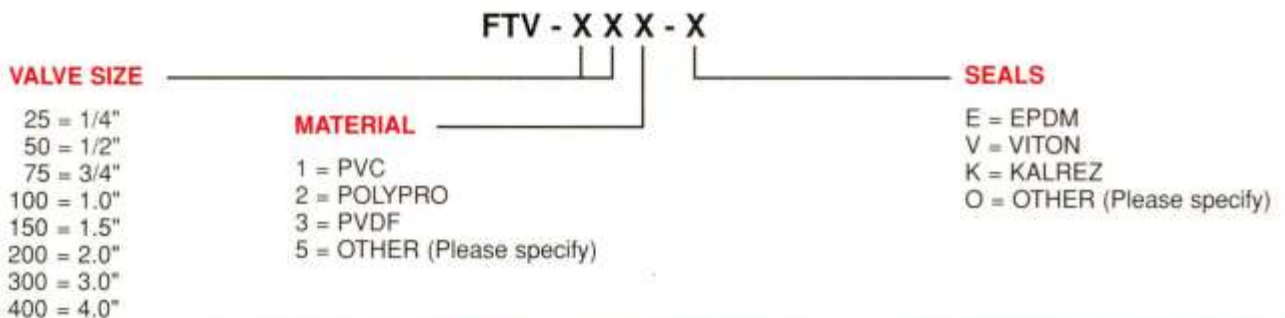 FTV - X X X - X
VALVE SIZE
25 = 1/4"
50 = 1/2"
75 = 3/4"
100 = 1.0"
150 = 1.5"
200 = 2.0"
300 = 3.0"
400 = 4.0"
MATERIAL
1 = PVC
2 = POLYPRO
3 = PVDF
5 = OTHER (Please specify)
SEALS
E = EPDM
V = VITON
K = KALREZ
O = OTHER (Please specify)